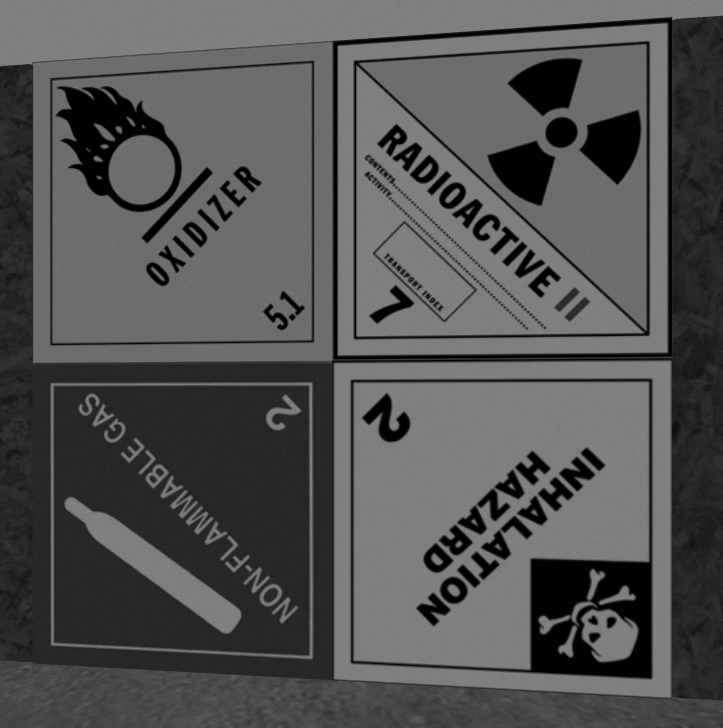 OXIDIZER
5.1
RADIOACTIVE II
CONTENTS
ACTIVITY
TRANSPORT INDEX
7
NON-FLAMMABLE GAS
2
INHALATION
HAZARD
2